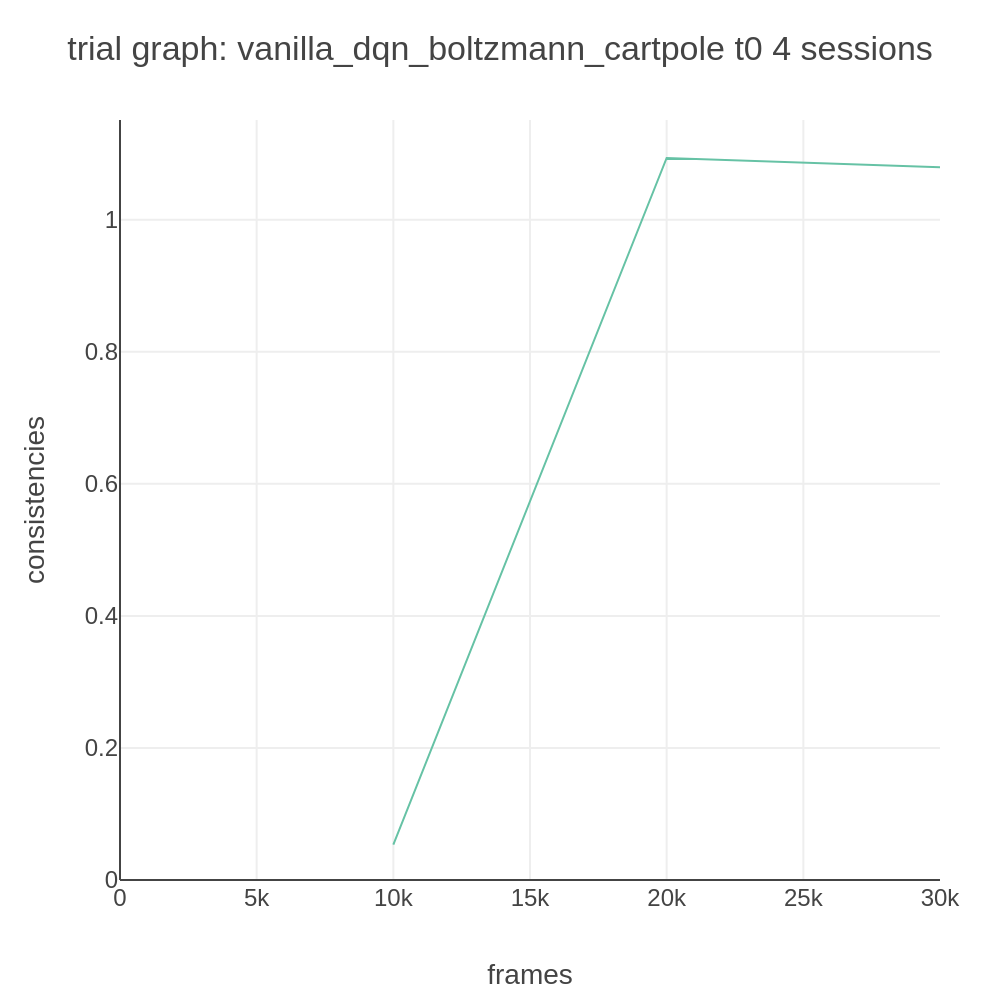 trial graph: vanilla_dqn_boltzmann_cartpole t0 4 sessions
consistencies
1
0.8
0.6
0.4
0.2
0
0 5k 10k 15k 20k 25k 30k
frames